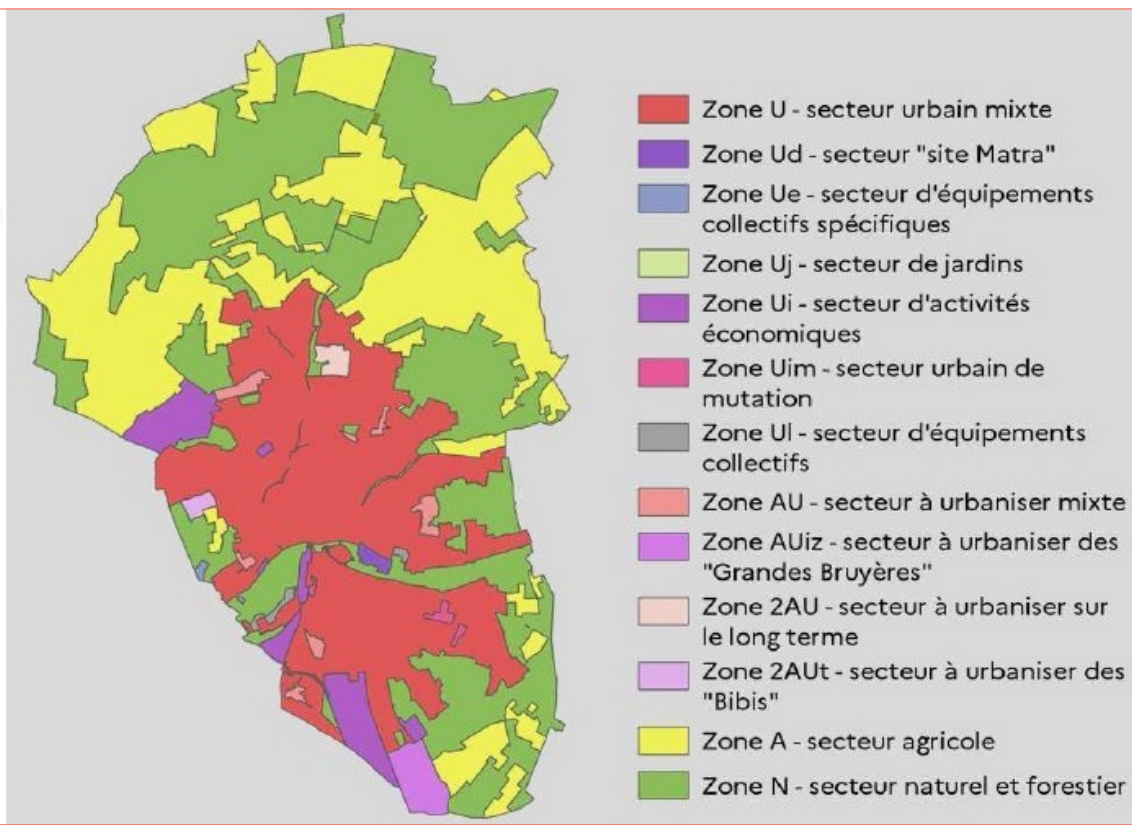 Zone U - secteur urbain mixte
Zone Ud - secteur "site Matra"
Zone Ue - secteur d'équipements
collectifs spécifiques
Zone Uj - secteur de jardins
Zone Ui - secteur d'activités
économiques
Zone Uim - secteur urbain de
mutation
Zone Ul - secteur d'équipements
collectifs
Zone AU - secteur à urbaniser mixte
Zone AUiz - secteur à urbaniser des
"Grandes Bruyères"
Zone 2AU - secteur à urbaniser sur
le long terme
Zone 2AUt - secteur à urbaniser des
"Bibis"
Zone A - secteur agricole
Zone N - secteur naturel et forestier